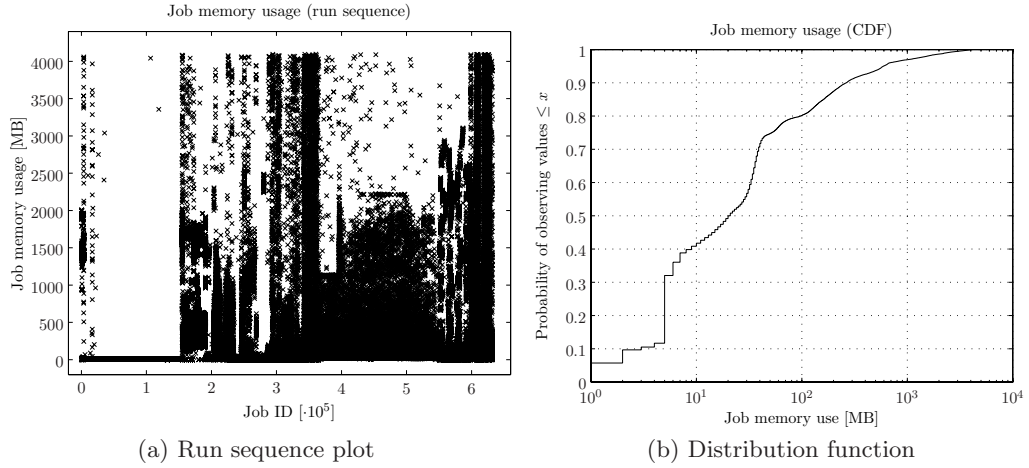 Job memory usage (run sequence)
Job memory usage [MB]
4000
3500
3000
2500
2000
1500
1000
500
0
0 1 2 3 4 5 6
Job ID [·10⁵]
(a) Run sequence plot
Job memory usage (CDF)
Probability of observing values ≤ x
1
0.9
0.8
0.7
0.6
0.5
0.4
0.3
0.2
0.1
0
10⁰ 10¹ 10² 10³ 10⁴
Job memory use [MB]
(b) Distribution function